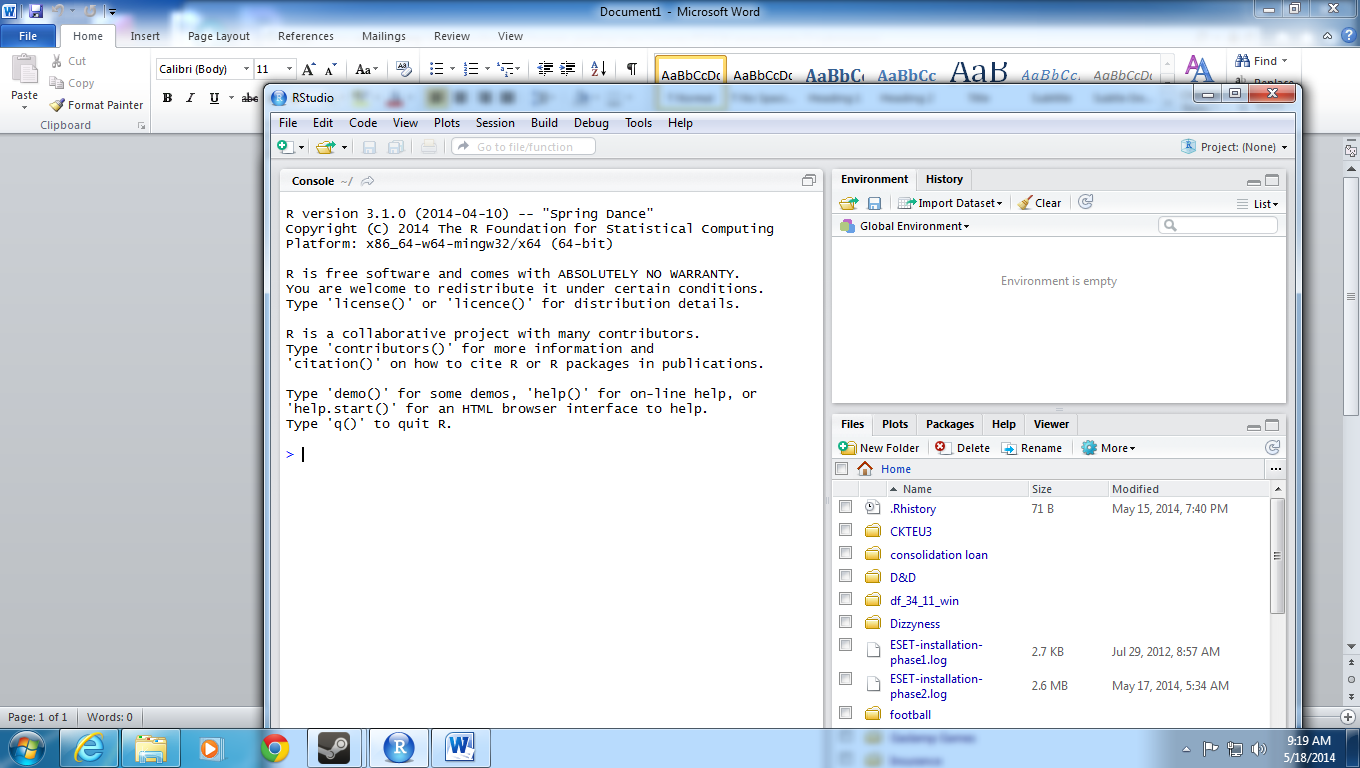 Document1 - Microsoft Word
File Home Insert Page Layout References Mailings Review View
Cut
Copy
Paste
Format Painter
Clipboard
Calibri (Body) 11
B I U abc
AaBbCcDc AaBbCcDc AaBbC AaBbCc AaB AaBbCc. AaBbCcDc
Find
Replace
RStudio
File Edit Code View Plots Session Build Debug Tools Help
Go to file/function
Project: (None)
Console ~/
R version 3.1.0 (2014-04-10) -- "Spring Dance"
Copyright (C) 2014 The R Foundation for Statistical Computing
Platform: x86_64-w64-mingw32/x64 (64-bit)
R is free software and comes with ABSOLUTELY NO WARRANTY.
You are welcome to redistribute it under certain conditions.
Type 'license()' or 'licence()' for distribution details.
R is a collaborative project with many contributors.
Type 'contributors()' for more information and
'citation()' on how to cite R or R packages in publications.
Type 'demo()' for some demos, 'help()' for on-line help, or
'help.start()' for an HTML browser interface to help.
Type 'q()' to quit R.
>
Environment History
Import Dataset Clear List
Global Environment
Environment is empty
Files Plots Packages Help Viewer
New Folder Delete Rename More
Home ...
Name Size Modified
.Rhistory 71 B May 15, 2014, 7:40 PM
CKTEU3
consolidation loan
D&D
df_34_11_win
Dizzyness
ESET-installation-
phase1.log 2.7 KB Jul 29, 2012, 8:57 AM
ESET-installation-
phase2.log 2.6 MB May 17, 2014, 5:34 AM
football
Page: 1 of 1 Words: 0
9:19 AM
5/18/2014